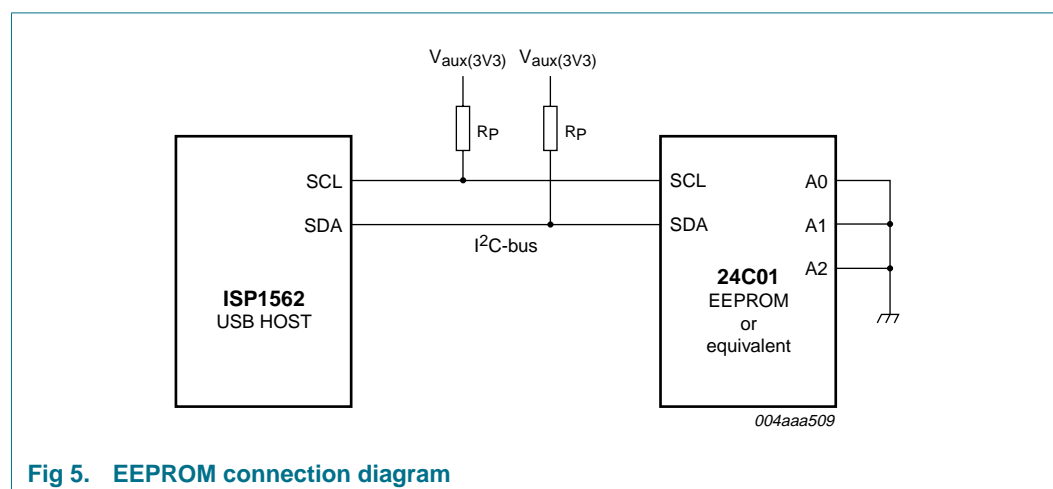 Vaux(3V3) Vaux(3V3)
RP RP
SCL SCL A0
SDA SDA A1
I2C-bus
A2
ISP1562
USB HOST
24C01
EEPROM
or
equivalent
004aaa509
Fig 5. EEPROM connection diagram